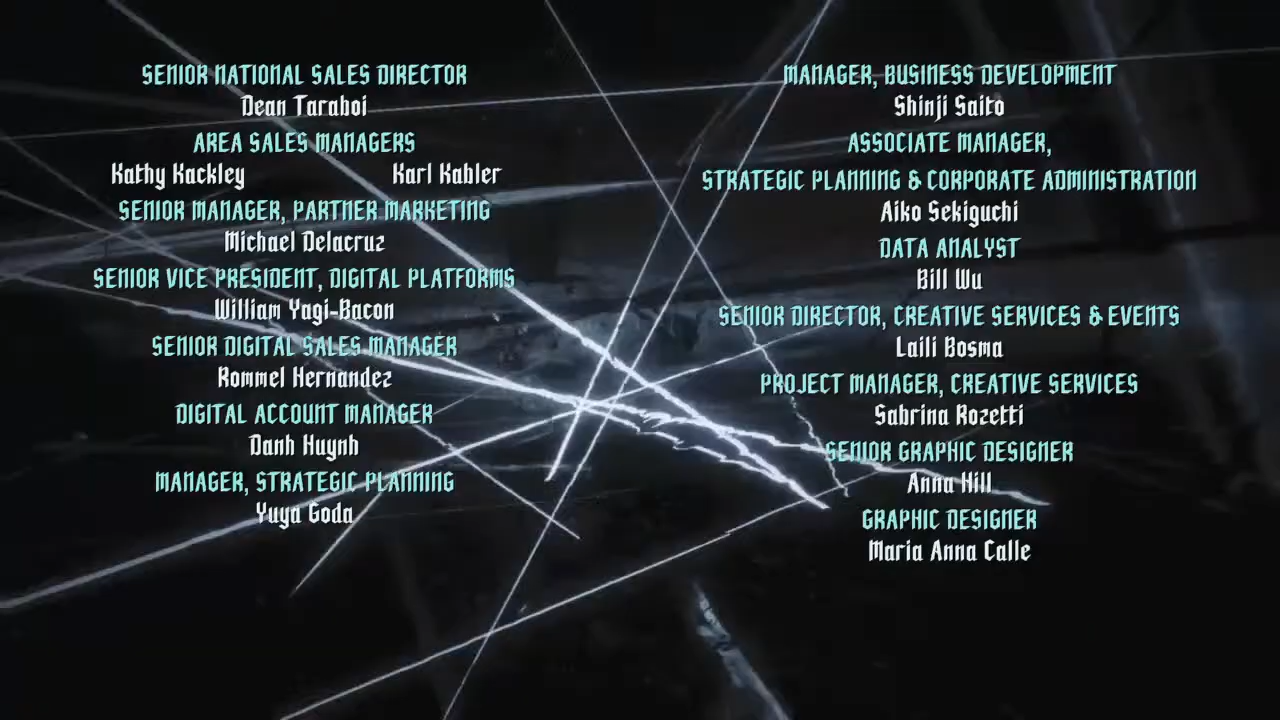 SENIOR NATIONAL SALES DIRECTOR
Dean Taraboi
AREA SALES MANAGERS
Kathy Kackley Karl Kahler
SENIOR MANAGER, PARTNER MARKETING
Michael Delacruz
SENIOR VICE PRESIDENT, DIGITAL PLATFORMS
William Yagi-Bacon
SENIOR DIGITAL SALES MANAGER
Rommel Hernandez
DIGITAL ACCOUNT MANAGER
Danh Huynh
MANAGER, STRATEGIC PLANNING
Yuya Goda
MANAGER, BUSINESS DEVELOPMENT
Shinji Saito
ASSOCIATE MANAGER,
STRATEGIC PLANNING & CORPORATE ADMINISTRATION
Aiko Sekiguchi
DATA ANALYST
Bill Wu
SENIOR DIRECTOR, CREATIVE SERVICES & EVENTS
Laili Bosma
PROJECT MANAGER, CREATIVE SERVICES
Sabrina Rozetti
SENIOR GRAPHIC DESIGNER
Anna Hill
GRAPHIC DESIGNER
Maria Anna Calle